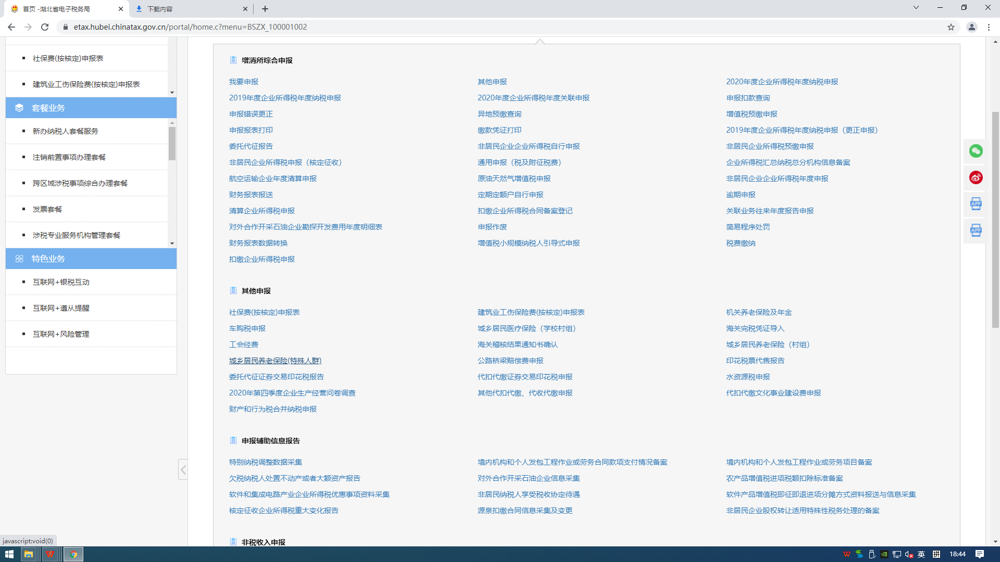 首页 -湖北省电子税务局
下载内容
etax.hubei.chinatax.gov.cn/portal/home.c?menu=BSZX_100001002
社保费(按核定)申报表
建筑业工伤保险费(按核定)申报表
套餐业务
新办纳税人套餐服务
注销前置事项办理套餐
跨区域涉税事项综合办理套餐
发票套餐
涉税专业服务机构管理套餐
特色业务
互联网+银税互动
互联网+遵从提醒
互联网+风险管理
增消所综合申报
我要申报 其他申报 2020年度企业所得税年度纳税申报
2019年度企业所得税年度纳税申报 2020年度企业所得税年度关联申报 申报扣款查询
申报错误更正 异地预缴查询 增值税预缴申报
申报报表打印 缴款凭证打印 2019年度企业所得税年度纳税申报（更正申报）
委托代征报告 非居民企业企业所得税自行申报 非居民企业所得税预缴申报
非居民企业所得税申报（核定征收） 通用申报（税及附征税费） 企业所得税汇总纳税总分机构信息备案
航空运输企业年度清算申报 原油天然气增值税申报 非居民企业企业所得税年度申报
财务报表报送 定期定额户自行申报 逾期申报
清算企业所得税申报 扣缴企业所得税合同备案登记 关联业务往来年度报告申报
对外合作开采石油企业勘探开发费用年度明细表 申报作废 简易程序处罚
财务报表数据转换 增值税小规模纳税人引导式申报 税费缴纳
扣缴企业所得税申报
其他申报
社保费(按核定)申报表 建筑业工伤保险费(按核定)申报表 机关养老保险及年金
车购税申报 城乡居民医疗保险（学校村组） 海关完税凭证导入
工会经费 海关稽核结果通知书确认 城乡居民养老保险（村组）
城乡居民养老保险(特殊人群) 公路桥梁赔偿费申报 印花税票代售报告
委托代征证券交易印花税报告 代扣代缴证券交易印花税申报 水资源税申报
2020年第四季度企业生产经营问卷调查 其他代扣代缴、代收代缴申报 代扣代缴文化事业建设费申报
财产和行为税合并纳税申报
申报辅助信息报告
特别纳税调整数据采集 境内机构和个人发包工程作业或劳务合同款项支付情况备案 境内机构和个人发包工程作业或劳务项目备案
欠税纳税人处置不动产或者大额资产报告 对外合作开采石油企业信息采集 农产品增值税进项税额扣除标准备案
软件和集成电路产业企业所得税优惠事项资料采集 非居民纳税人享受税收协定待遇 软件产品增值税即征即退进项分摊方式资料报送与信息采集
核定征收企业所得税重大变化报告 源泉扣缴合同信息采集及变更 非居民企业股权转让适用特殊性税务处理的备案
非税收入申报
APP
APP
javascript:void(0)
英
拼
18:44